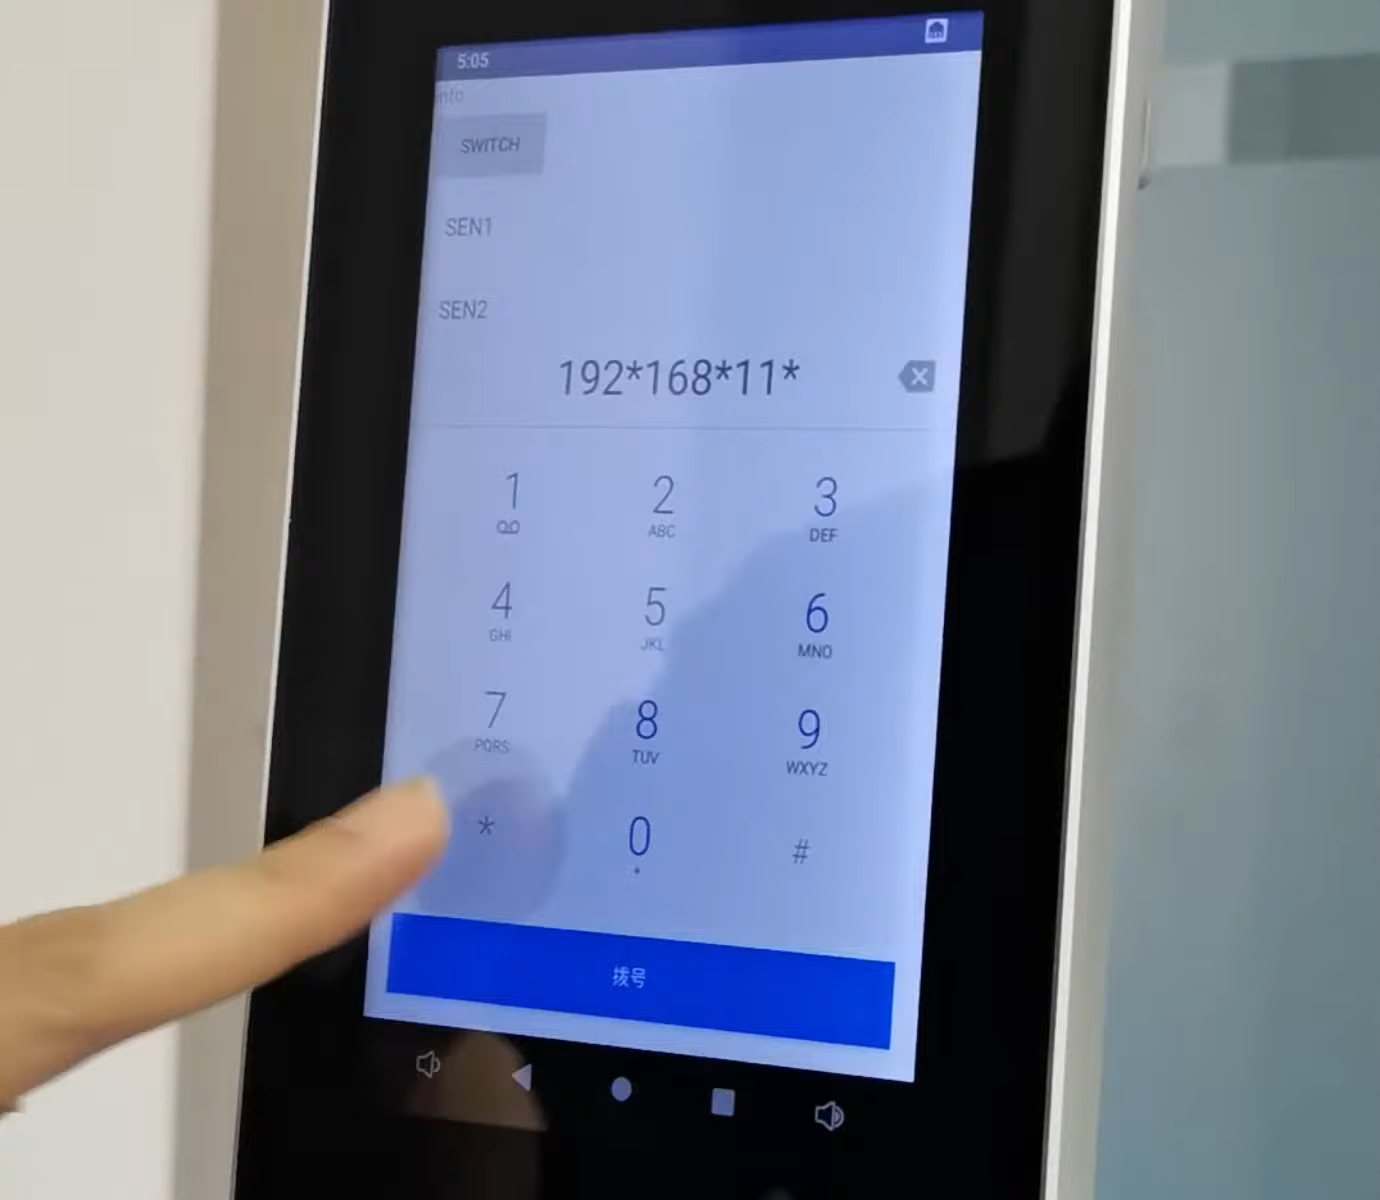 5:05
info
SWITCH
SEN1
SEN2
192*168*11*
1 2 3
ABC DEF
4 5 6
GHI JKL MNO
7 8 9
PQRS TUV WXYZ
* 0 #
拨号